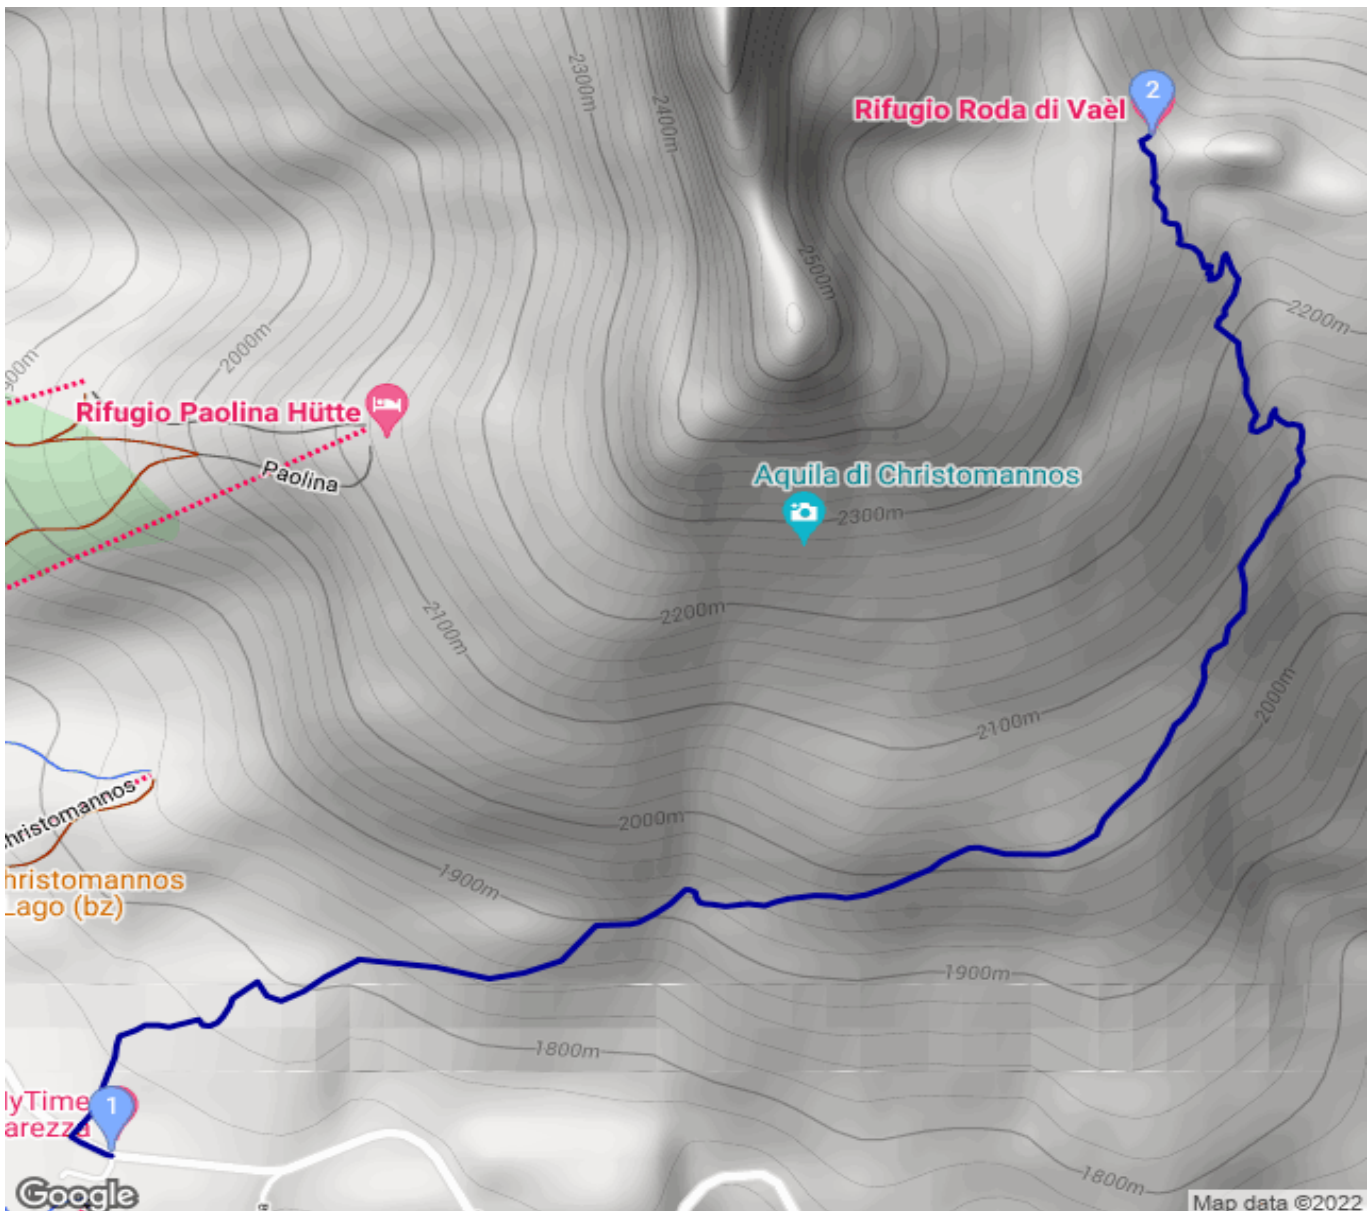 2300m
2400m
2
Rifugio Roda di Vaèl
2500m
2200m
2000m
900m
Rifugio Paolina Hütte
Paolina
Aquila di Christomannos
2300m
2200m
2100m
2100m
2000m
hristomannos
2000m
hristomannos
Lago (bz)
1900m
1900m
1800m
lyTime
arezza
1
1800m
Google
Map data ©2022